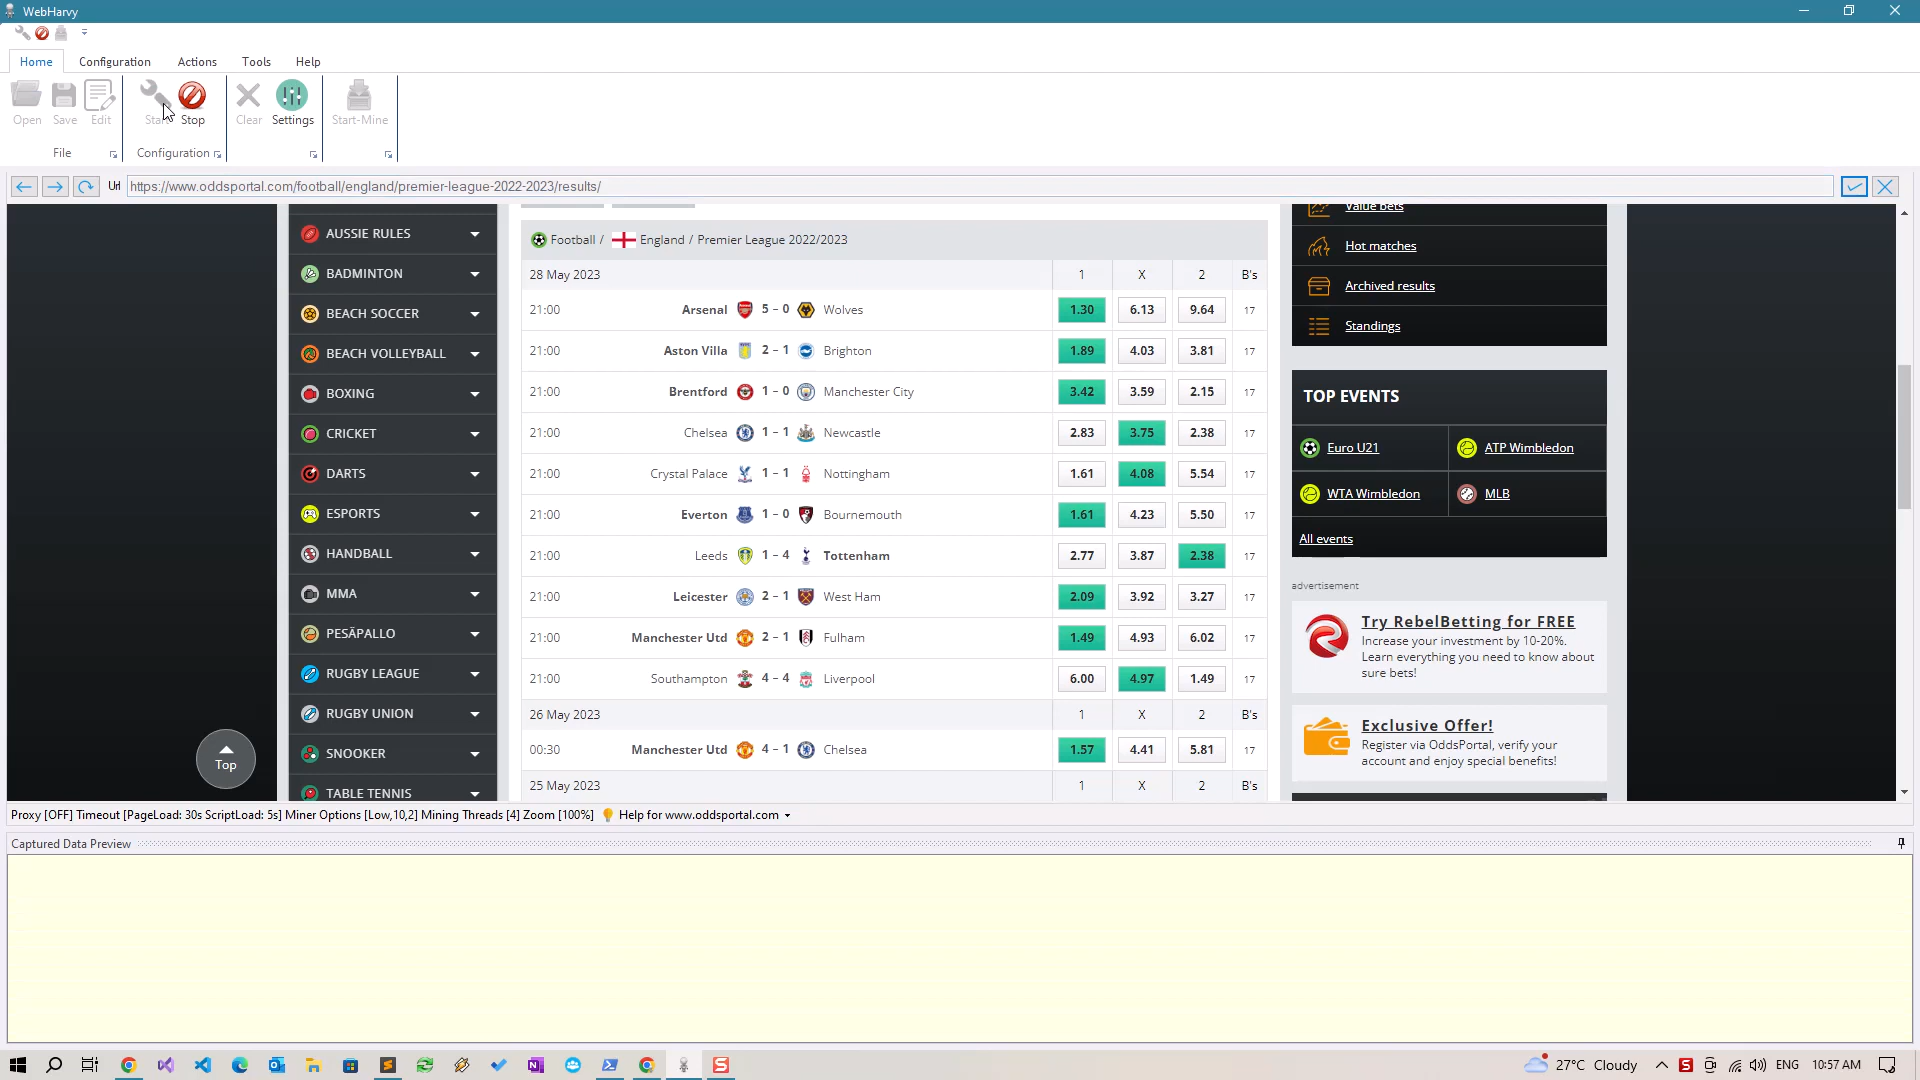 WebHarvy
Home Configuration Actions Tools Help
Open Save Edit Start Stop Clear Settings Start-Mine
File Configuration
Url https://www.oddsportal.com/football/england/premier-league-2022-2023/results/
AUSSIE RULES
BADMINTON
BEACH SOCCER
BEACH VOLLEYBALL
BOXING
CRICKET
DARTS
ESPORTS
HANDBALL
MMA
PESÄPALLO
RUGBY LEAGUE
RUGBY UNION
SNOOKER
TABLE TENNIS
Top
Football / England / Premier League 2022/2023
28 May 2023 1 X 2 B's
21:00 Arsenal 5 – 0 Wolves 1.30 6.13 9.64 17
21:00 Aston Villa 2 – 1 Brighton 1.89 4.03 3.81 17
21:00 Brentford 1 – 0 Manchester City 3.42 3.59 2.15 17
21:00 Chelsea 1 – 1 Newcastle 2.83 3.75 2.38 17
21:00 Crystal Palace 1 – 1 Nottingham 1.61 4.08 5.54 17
21:00 Everton 1 – 0 Bournemouth 1.61 4.23 5.50 17
21:00 Leeds 1 – 4 Tottenham 2.77 3.87 2.38 17
21:00 Leicester 2 – 1 West Ham 2.09 3.92 3.27 17
21:00 Manchester Utd 2 – 1 Fulham 1.49 4.93 6.02 17
21:00 Southampton 4 – 4 Liverpool 6.00 4.97 1.49 17
26 May 2023 1 X 2 B's
00:30 Manchester Utd 4 – 1 Chelsea 1.57 4.41 5.81 17
25 May 2023 1 X 2 B's
Value bets
Hot matches
Archived results
Standings
TOP EVENTS
Euro U21 ATP Wimbledon
WTA Wimbledon MLB
All events
advertisement
Try RebelBetting for FREE
Increase your investment by 10-20%.
Learn everything you need to know about
sure bets!
Exclusive Offer!
Register via OddsPortal, verify your
account and enjoy special benefits!
Proxy [OFF] Timeout [PageLoad: 30s ScriptLoad: 5s] Miner Options [Low,10,2] Mining Threads [4] Zoom [100%] Help for www.oddsportal.com
Captured Data Preview
27°C Cloudy ENG 10:57 AM